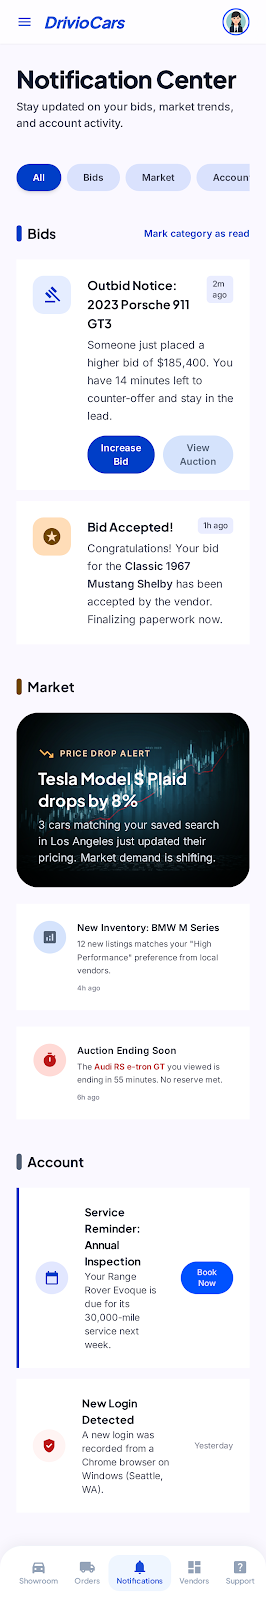 DrivioCars
Notification Center
Stay updated on your bids, market trends,
and account activity.
All
Bids
Market
Accoun
Bids
Mark category as read
Outbid Notice:
2023 Porsche 911
GT3
2m
ago
Someone just placed a
higher bid of $185,400. You
have 14 minutes left to
counter-offer and stay in the
lead.
Increase
Bid
View
Auction
Bid Accepted!
1h ago
Congratulations! Your bid
for the Classic 1967
Mustang Shelby has been
accepted by the vendor.
Finalizing paperwork now.
Market
PRICE DROP ALERT
Tesla Model S Plaid
drops by 8%
3 cars matching your saved search
in Los Angeles just updated their
pricing. Market demand is shifting.
New Inventory: BMW M Series
12 new listings matches your "High
Performance" preference from local
vendors.
4h ago
Auction Ending Soon
The Audi RS e-tron GT you viewed is
ending in 55 minutes. No reserve met.
6h ago
Account
Service
Reminder:
Annual
Inspection
Your Range
Rover Evoque is
due for its
30,000-mile
service next
week.
Book
Now
New Login
Detected
A new login was
recorded from a
Chrome browser on
Windows (Seattle,
WA).
Yesterday
Showroom
Orders
Notifications
Vendors
Support